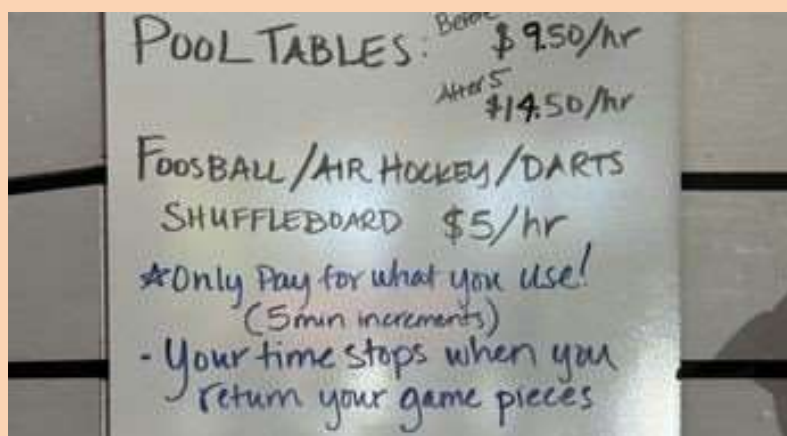 POOL TABLES: Before $9.50/hr
After 5 $14.50/hr
FOOSBALL/AIR HOCKEY/DARTS
SHUFFLEBOARD $5/hr
☆Only Pay for what you use!
(5min increments)
- Your time stops when you
return your game pieces